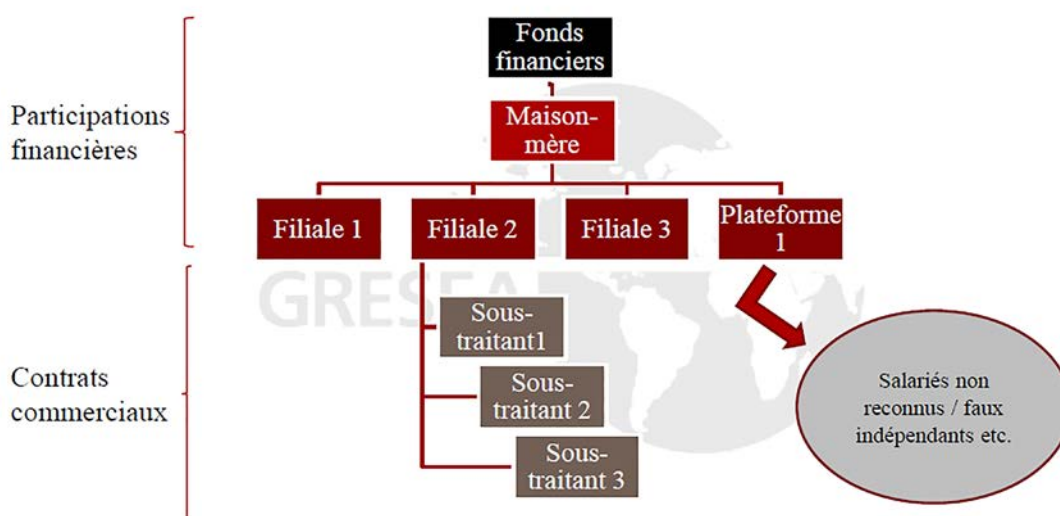 Fonds
financiers
Participations
financières
Maison-
mère
Filiale 1
Filiale 2
Filiale 3
Plateforme
1
GRESEA
Sous-
traitant1
Contrats
commerciaux
Sous-
traitant 2
Sous-
traitant 3
Salariés non
reconnus / faux
indépendants etc.